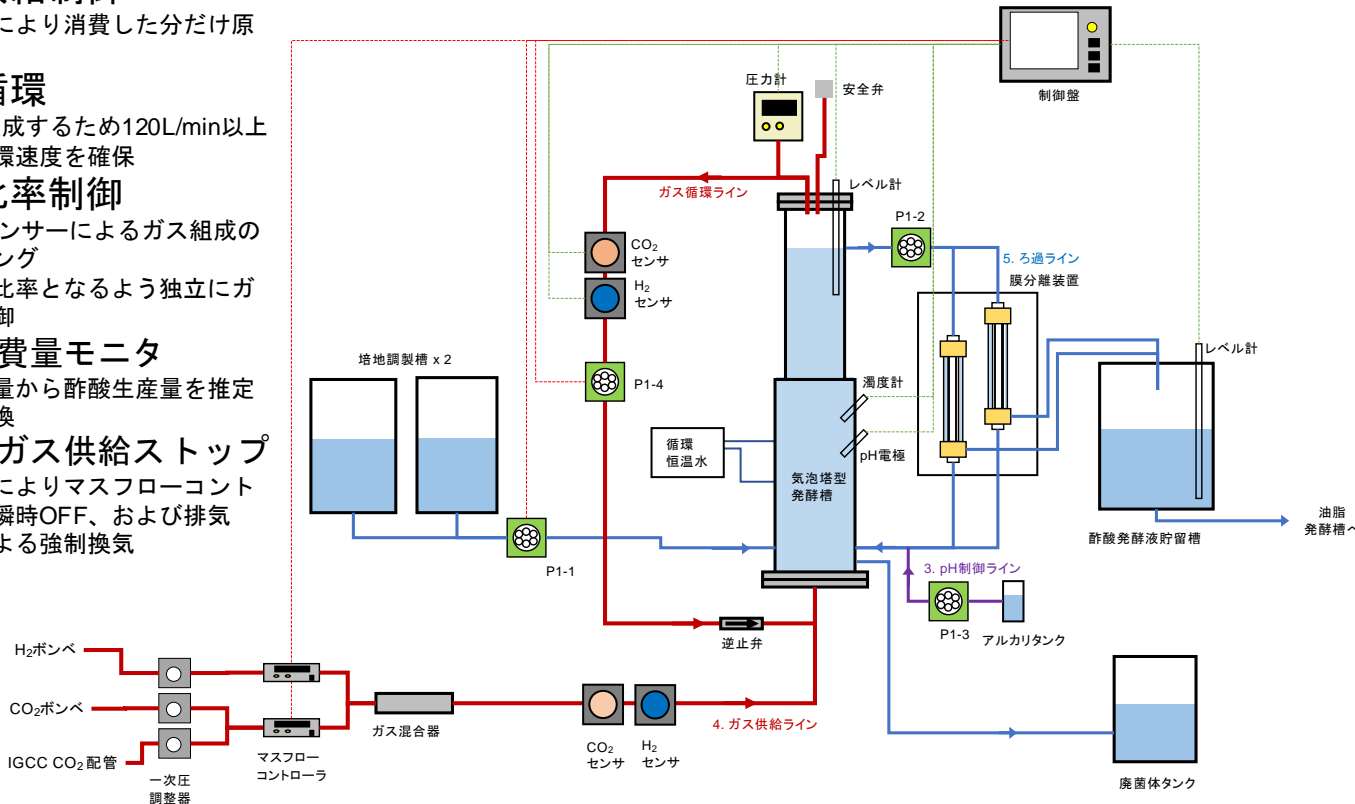 により消費した分だけ原
循環
成するため120L/min以上
環速度を確保
比率制御
ンサーによるガス組成の
ング
比率となるよう独立にガ
御
費量モニタ
量から酢酸生産量を推定
換
ガス供給ストップ
によりマスフローコント
瞬時OFF、および排気
よる強制換気
制御盤
圧力計
安全弁
ガス循環ライン
レベル計
P1-2
CO₂
センサ
H₂
センサ
5. ろ過ライン
膜分離装置
培地調製槽 x 2
P1-4
濁度計
レベル計
循環
恒温水
pH電極
気泡塔型
発酵槽
P1-1
油脂
発酵槽へ
酢酸発酵液貯留槽
3. pH制御ライン
P1-3
アルカリタンク
逆止弁
H₂ボンベ
CO₂ボンベ
IGCC CO₂配管
一次圧
調整器
マスフロー
コントローラ
ガス混合器
CO₂
センサ
H₂
センサ
4. ガス供給ライン
廃菌体タンク